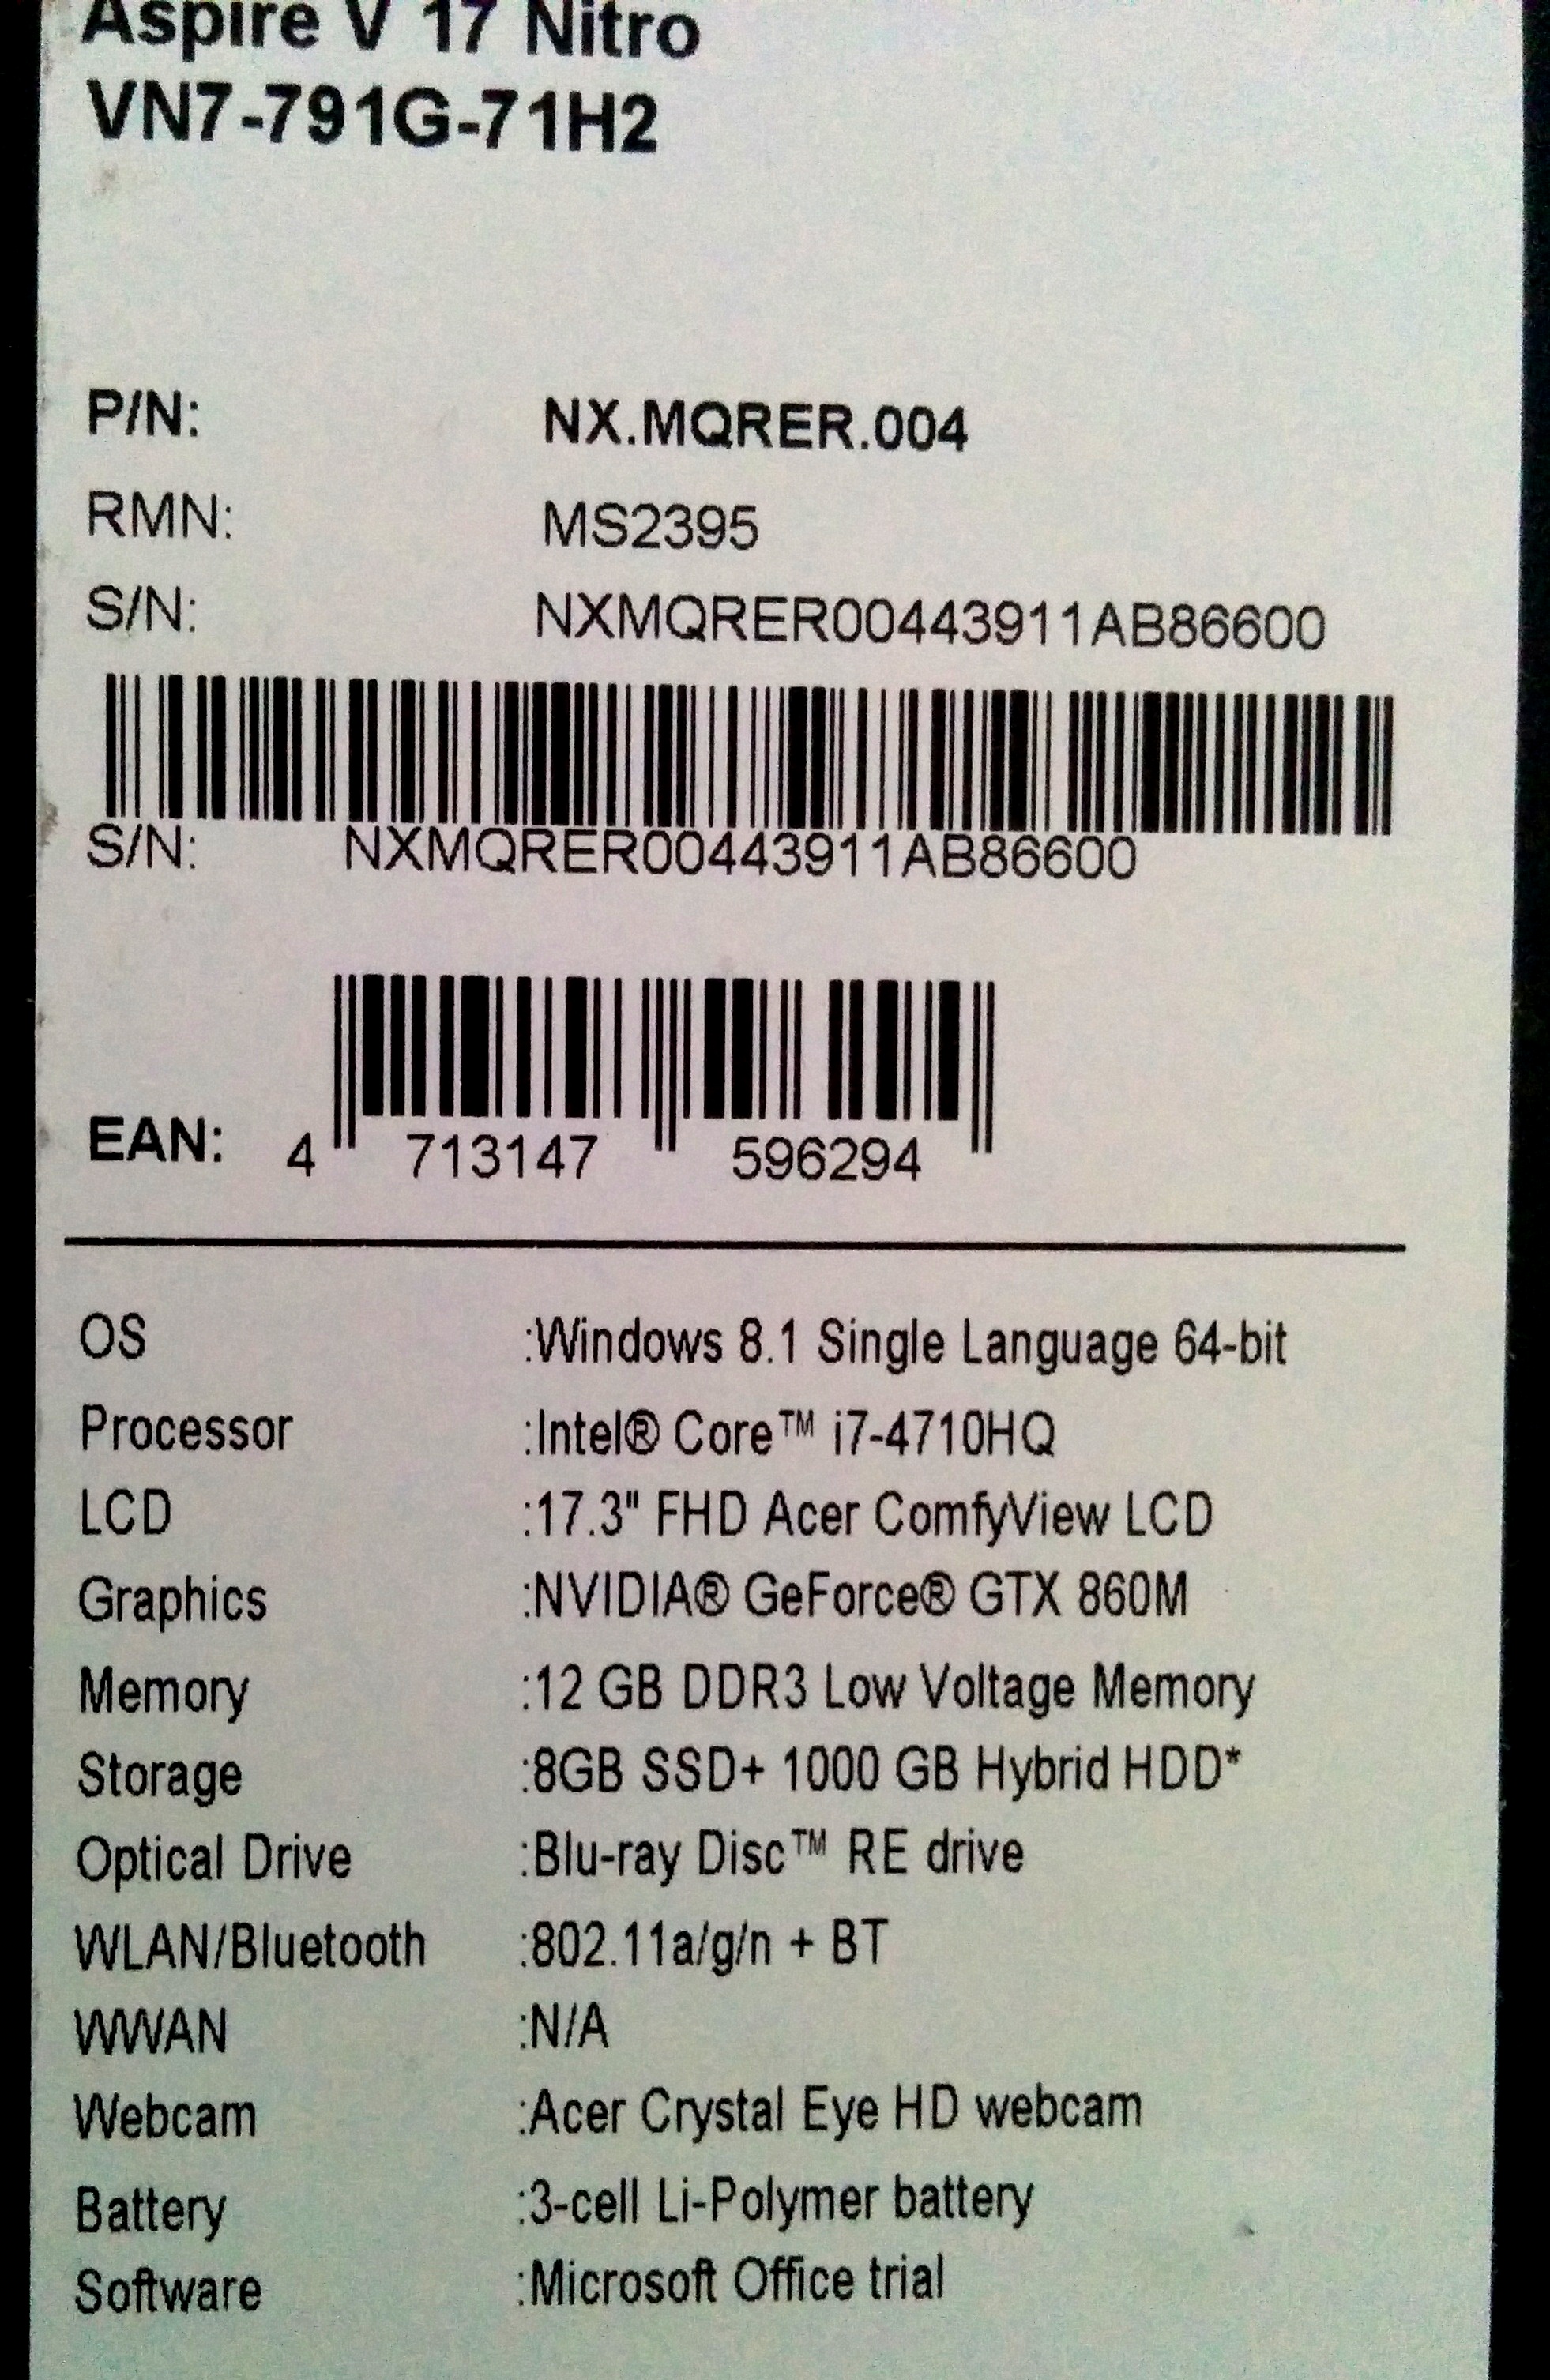 Aspire V 17 Nitro
VN7-791G-71H2
P/N: NX.MQRER.004
RMN: MS2395
S/N: NXMQRER00443911AB86600
S/N: NXMQRER00443911AB86600
EAN: 4 713147 596294
OS :Windows 8.1 Single Language 64-bit
Processor :Intel® Core™ i7-4710HQ
LCD :17.3" FHD Acer ComfyView LCD
Graphics :NVIDIA® GeForce® GTX 860M
Memory :12 GB DDR3 Low Voltage Memory
Storage :8GB SSD+ 1000 GB Hybrid HDD*
Optical Drive :Blu-ray Disc™ RE drive
WLAN/Bluetooth :802.11a/g/n + BT
WWAN :N/A
Webcam :Acer Crystal Eye HD webcam
Battery :3-cell Li-Polymer battery
Software :Microsoft Office trial